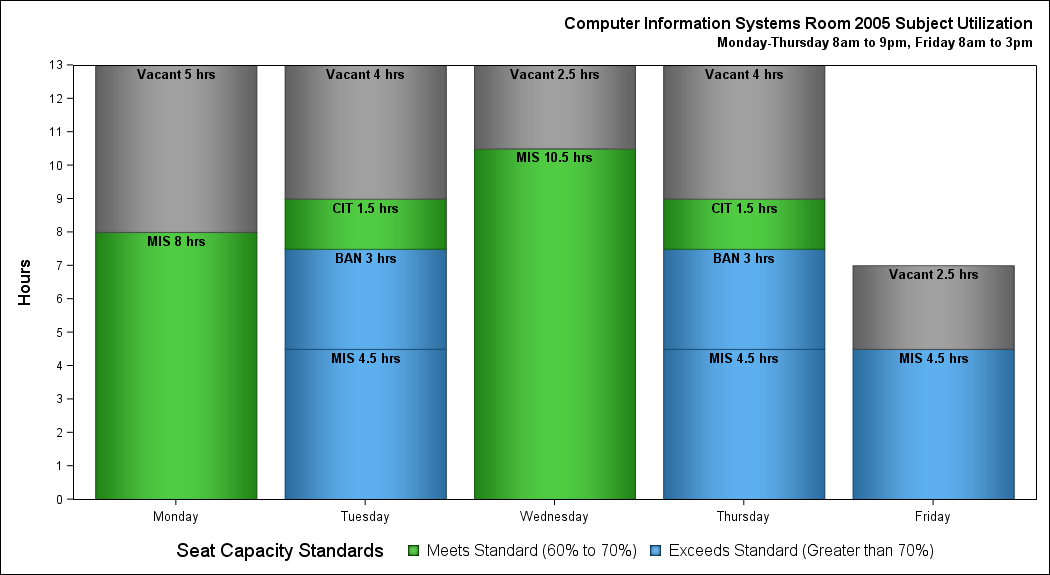 Computer Information Systems Room 2005 Subject Utilization
Monday-Thursday 8am to 9pm, Friday 8am to 3pm
Hours
13
12
11
10
9
8
7
6
5
4
3
2
1
0
Vacant 5 hrs
MIS 8 hrs
Vacant 4 hrs
CIT 1.5 hrs
BAN 3 hrs
MIS 4.5 hrs
Vacant 2.5 hrs
MIS 10.5 hrs
Vacant 4 hrs
CIT 1.5 hrs
BAN 3 hrs
MIS 4.5 hrs
Vacant 2.5 hrs
MIS 4.5 hrs
Monday Tuesday Wednesday Thursday Friday
Seat Capacity Standards Meets Standard (60% to 70%) Exceeds Standard (Greater than 70%)